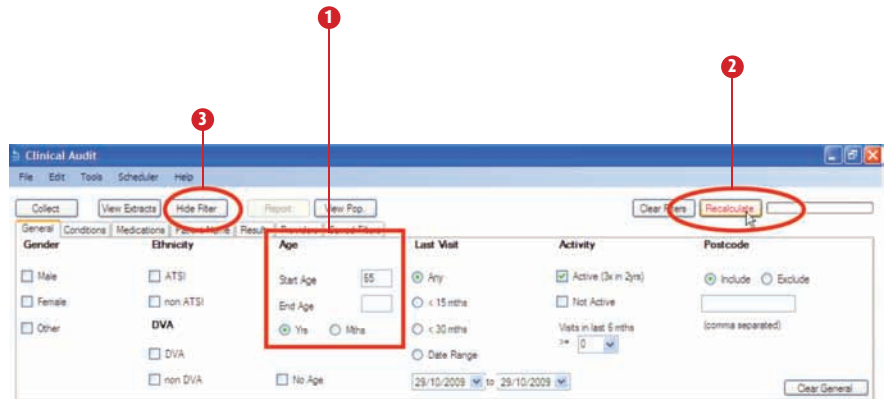 1
2
3
Clinical Audit
File Edit Tools Scheduler Help
Collect View Extracts Hide Filter Report View Pop. Clear Filters Recalculate
General Conditions Medications Results Saved Filters
Gender Ethnicity Age Last Visit Activity Postcode
Male ATSI Start Age 65 Any Active (3x in 2yrs) Include Exclude
Female non ATSI End Age < 15 mths Not Active
Other DVA Yrs Mths < 30 mths Visits in last 6 mths (comma separated)
DVA Date Range >= 0
non DVA No Age 29/10/2009 to 29/10/2009 Clear General